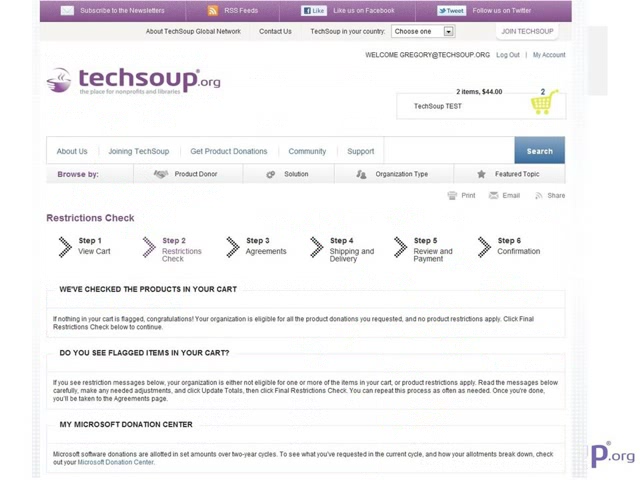 Subscribe to the Newsletters RSS Feeds Like Like us on Facebook Tweet Follow us on Twitter
About TechSoup Global Network Contact Us TechSoup in your country: Choose one JOIN TECHSOUP
WELCOME GREGORY@TECHSOUP.ORG Log Out | My Account
techsoup.org
the place for nonprofits and libraries
2 items, $44.00 2
TechSoup TEST
About Us Joining TechSoup Get Product Donations Community Support Search
Browse by: Product Donor Solution Organization Type Featured Topic
Print Email Share
Restrictions Check
Step 1 Step 2 Step 3 Step 4 Step 5 Step 6
View Cart Restrictions Agreements Shipping and Review and Confirmation
Check Delivery Payment
WE'VE CHECKED THE PRODUCTS IN YOUR CART
If nothing in your cart is flagged, congratulations! Your organization is eligible for all the product donations you requested, and no product restrictions apply. Click Final
Restrictions Check below to continue.
DO YOU SEE FLAGGED ITEMS IN YOUR CART?
If you see restriction messages below, your organization is either not eligible for one or more of the items in your cart, or product restrictions apply. Read the messages below
carefully, make any needed adjustments, and click Update Totals, then click Final Restrictions Check. You can repeat this process as often as needed. Once you're done,
you'll be taken to the Agreements page.
MY MICROSOFT DONATION CENTER
Microsoft software donations are allotted in set amounts over two-year cycles. To see what you've requested in the current cycle, and how your allotments break down, check
out your Microsoft Donation Center.
p.org